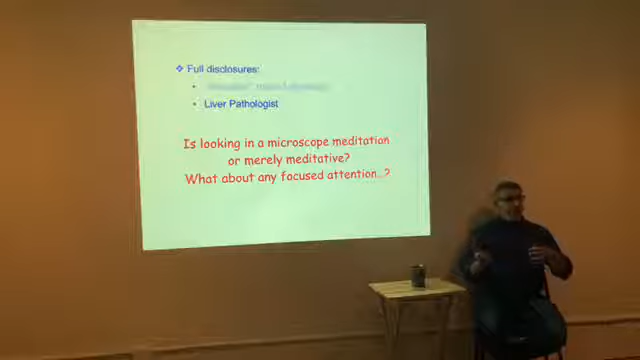 ❖ Full disclosures:
• Liver Pathologist
Is looking in a microscope meditation
or merely meditative?
What about any focused attention…?